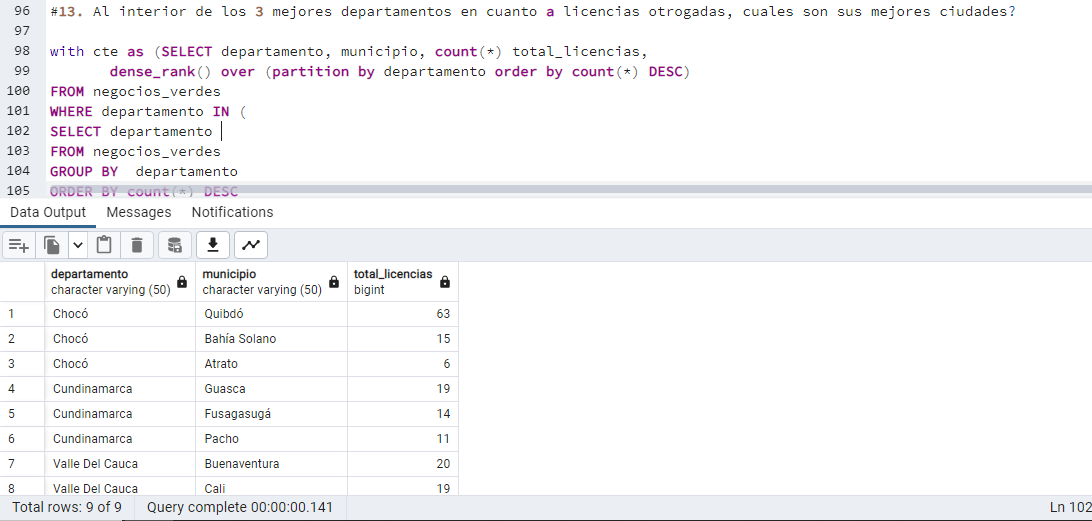 96 #13. Al interior de los 3 mejores departamentos en cuanto a licencias otrogadas, cuales son sus mejores ciudades?
97
98 with cte as (SELECT departamento, municipio, count(*) total_licencias,
99 dense_rank() over (partition by departamento order by count(*) DESC)
100 FROM negocios_verdes
101 WHERE departamento IN (
102 SELECT departamento
103 FROM negocios_verdes
104 GROUP BY departamento
105 ORDER BY count(*) DESC
Data Output Messages Notifications
departamento municipio total_licencias
character varying (50) character varying (50) bigint
1 Chocó Quibdó 63
2 Chocó Bahía Solano 15
3 Chocó Atrato 6
4 Cundinamarca Guasca 19
5 Cundinamarca Fusagasugá 14
6 Cundinamarca Pacho 11
7 Valle Del Cauca Buenaventura 20
8 Valle Del Cauca Cali 19
Total rows: 9 of 9 Query complete 00:00:00.141 Ln 102